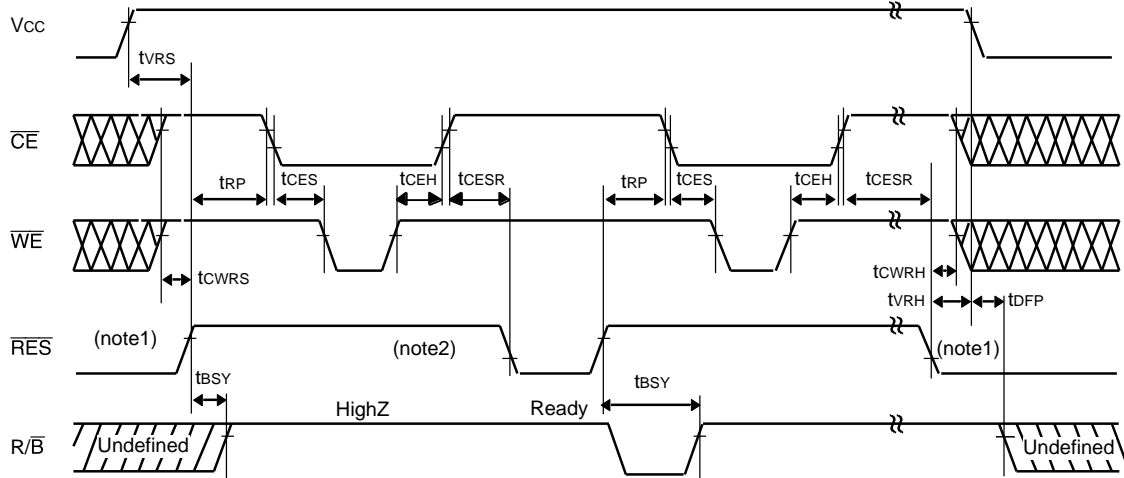 Vcc
tVRS
CE
tRP tCES tCEH tCESR tRP tCES tCEH tCESR
WE
tCWRS tCWRH
tVRH tDFP
RES (note1) (note2) (note1)
tBSY tBSY
HighZ Ready
R/B Undefined Undefined